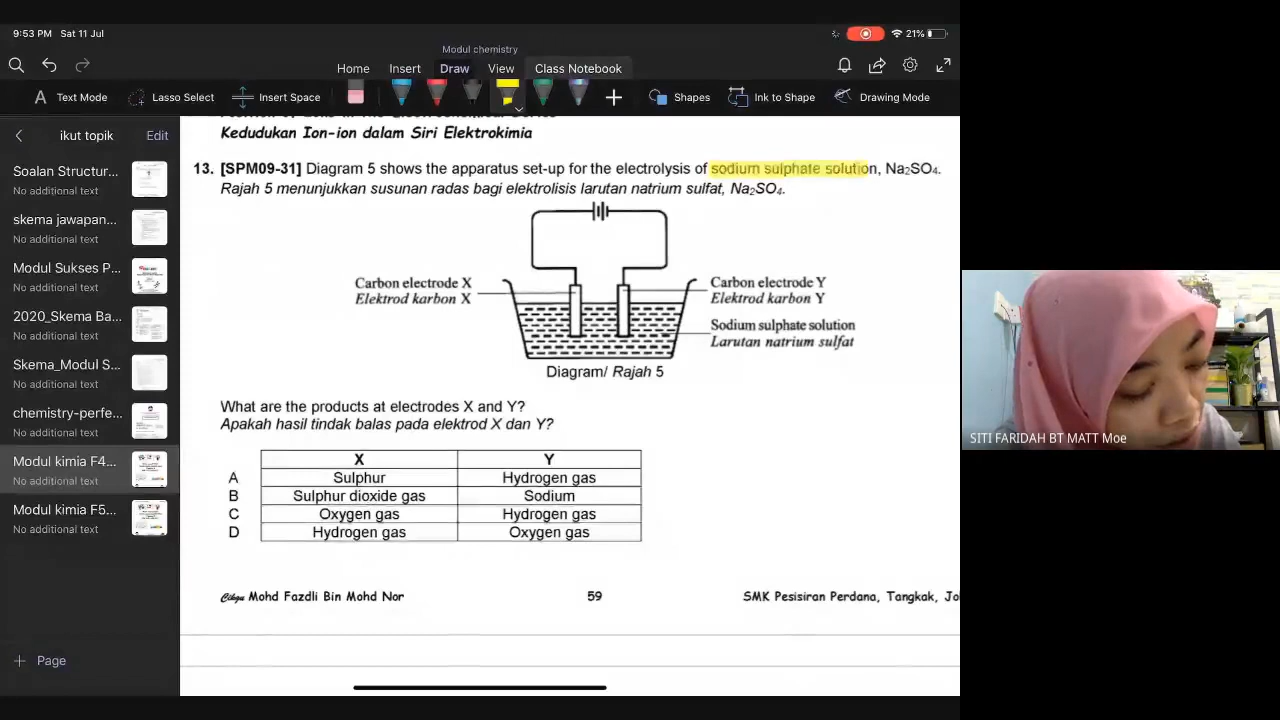 9:53 PM Sat 11 Jul
21%
Modul chemistry
Home Insert Draw View Class Notebook
Text Mode Lasso Select Insert Space Shapes Ink to Shape Drawing Mode
ikut topik Edit
Soalan Structur...
No additional text
skema jawapan...
No additional text
Modul Sukses P...
No additional text
2020_Skema Ba...
No additional text
Skema_Modul S...
No additional text
chemistry-perfe...
No additional text
Modul kimia F4...
No additional text
Modul kimia F5...
No additional text
Page
Kedudukan Ion-ion dalam Siri Elektrokimia
13. [SPM09-31] Diagram 5 shows the apparatus set-up for the electrolysis of sodium sulphate solution, Na₂SO₄.
Rajah 5 menunjukkan susunan radas bagi elektrolisis larutan natrium sulfat, Na₂SO₄.
Carbon electrode X
Elektrod karbon X
Carbon electrode Y
Elektrod karbon Y
Sodium sulphate solution
Larutan natrium sulfat
Diagram/ Rajah 5
What are the products at electrodes X and Y?
Apakah hasil tindak balas pada elektrod X dan Y?
X Y
A Sulphur Hydrogen gas
B Sulphur dioxide gas Sodium
C Oxygen gas Hydrogen gas
D Hydrogen gas Oxygen gas
Cikgu Mohd Fazdli Bin Mohd Nor 59 SMK Pesisiran Perdana, Tangkak, Jo
SITI FARIDAH BT MATT Moe